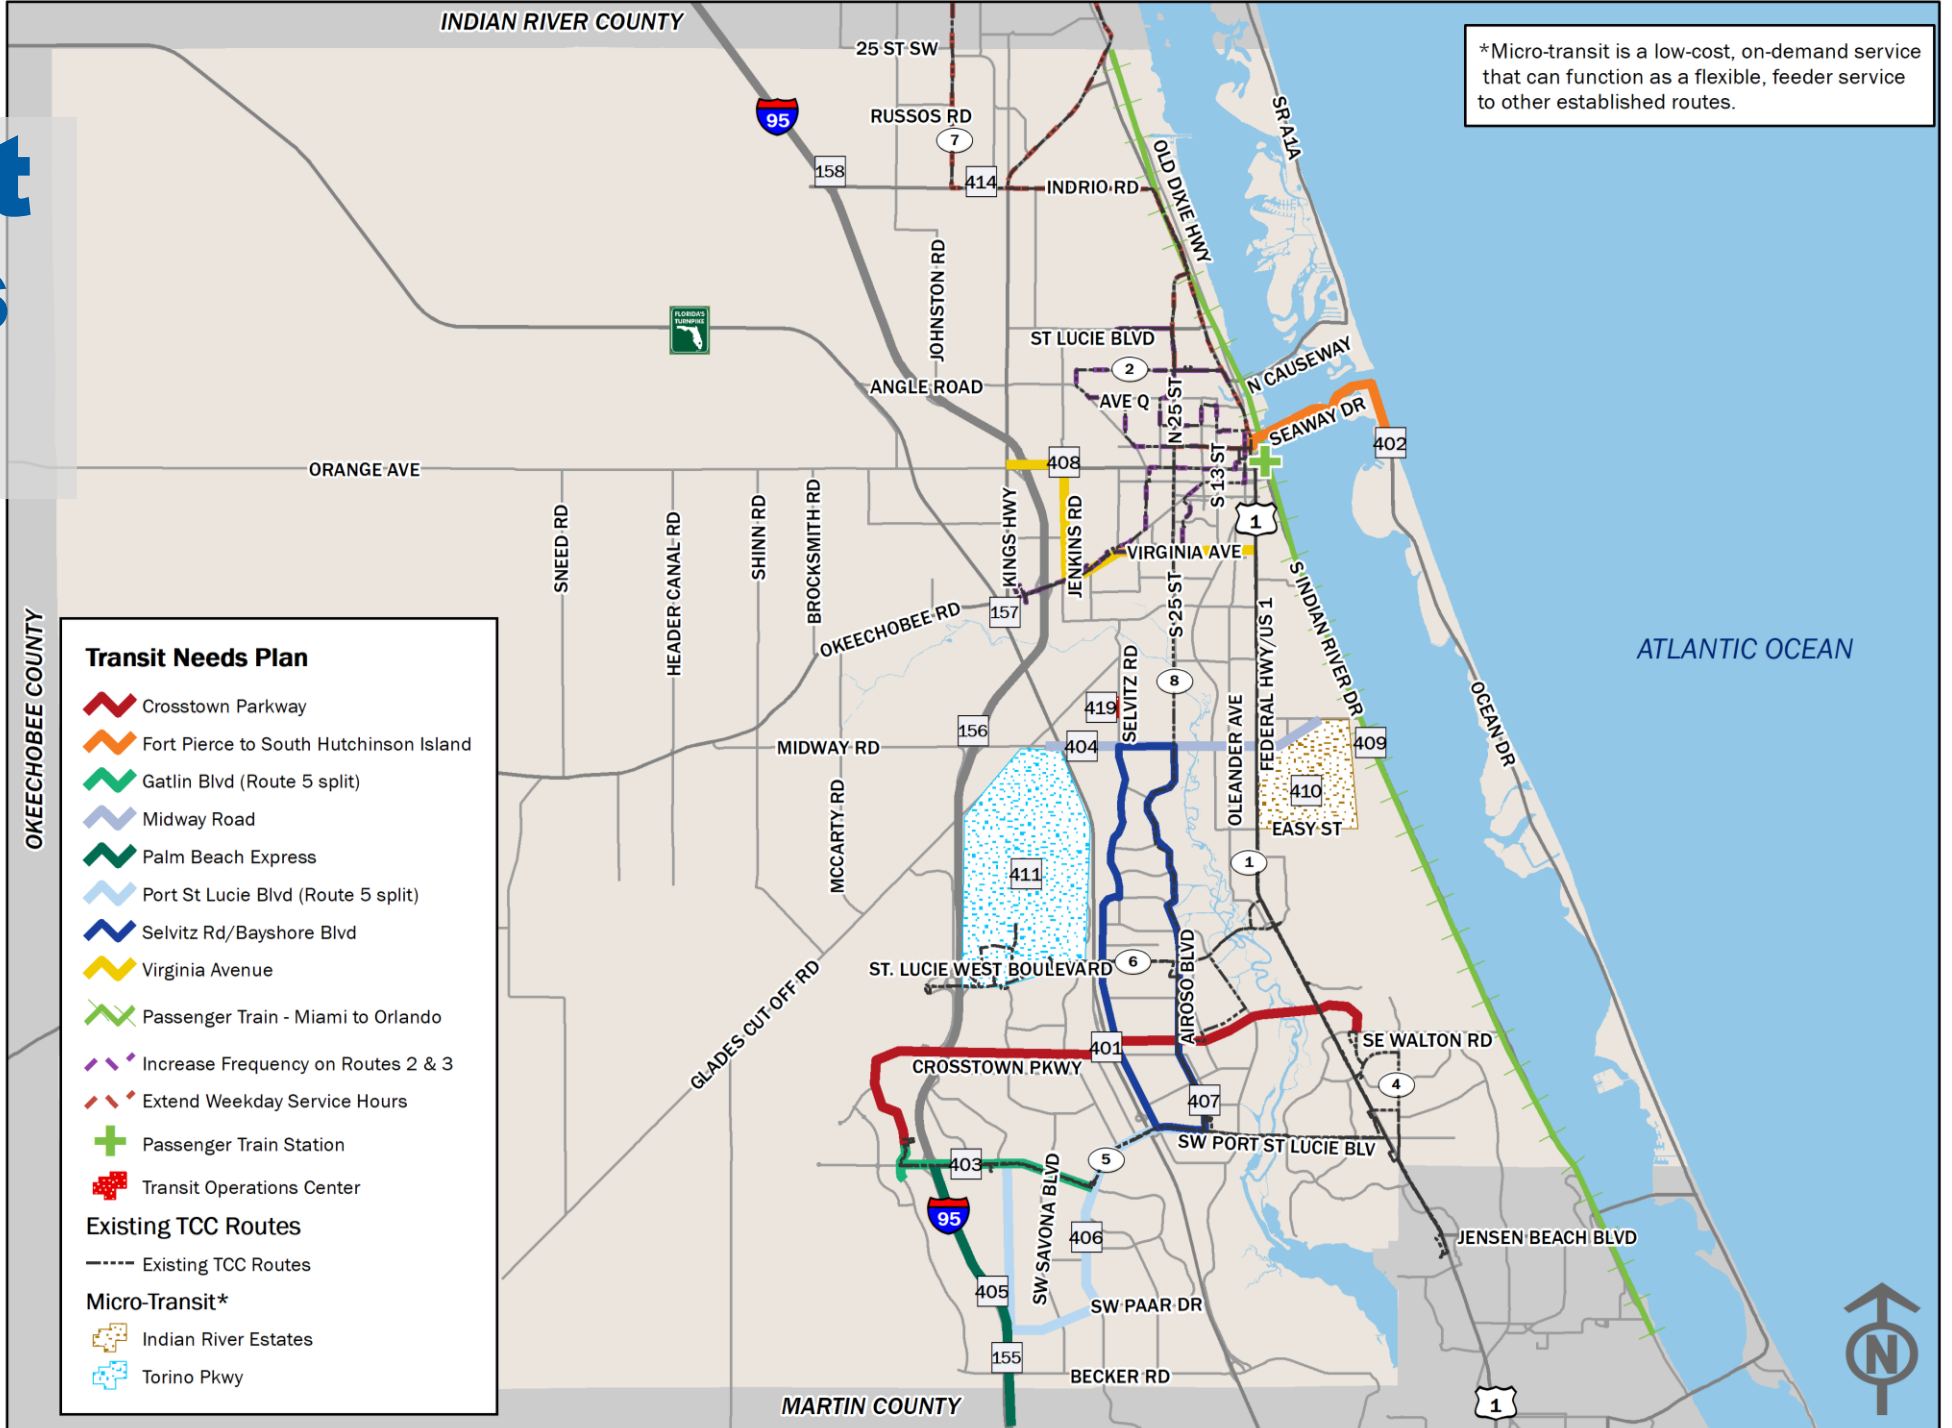 INDIAN RIVER COUNTY
25 ST SW
*Micro-transit is a low-cost, on-demand service
that can function as a flexible, feeder service
to other established routes.
95
RUSSOS RD
7
SR A1A
t
158
414
INDRIO RD
OLD DIXIE HWY
s
JOHNSTON RD
FLORIDA'S
TURNPIKE
ST LUCIE BLVD
N CAUSEWAY
2
ANGLE ROAD
AVE Q
N 25 ST
SEAWAY DR
402
ORANGE AVE
408
S 13 ST
SNEED RD
HEADER CANAL RD
SHINN RD
BROCKSMITH RD
KINGS HWY
JENKINS RD
1
VIRGINIA AVE
S 25 ST
S INDIAN RIVER DR
157
OKEECHOBEE RD
FEDERAL HWY/US 1
OKEECHOBEE COUNTY
ATLANTIC OCEAN
SELVITZ RD
8
419
OLEANDER AVE
OCEAN DR
156
MIDWAY RD
404
409
MCCARTY RD
410
EASY ST
1
411
ST. LUCIE WEST BOULEVARD
6
AIROSO BLVD
GLADES CUT OFF RD
401
SE WALTON RD
CROSSTOWN PKWY
4
407
SW PORT ST LUCIE BLV
403
5
SW SAVONA BLVD
95
406
JENSEN BEACH BLVD
405
SW PAAR DR
155
BECKER RD
MARTIN COUNTY
1
N
Transit Needs Plan
Crosstown Parkway
Fort Pierce to South Hutchinson Island
Gatlin Blvd (Route 5 split)
Midway Road
Palm Beach Express
Port St Lucie Blvd (Route 5 split)
Selvitz Rd/Bayshore Blvd
Virginia Avenue
Passenger Train - Miami to Orlando
Increase Frequency on Routes 2 & 3
Extend Weekday Service Hours
Passenger Train Station
Transit Operations Center
Existing TCC Routes
Existing TCC Routes
Micro-Transit*
Indian River Estates
Torino Pkwy